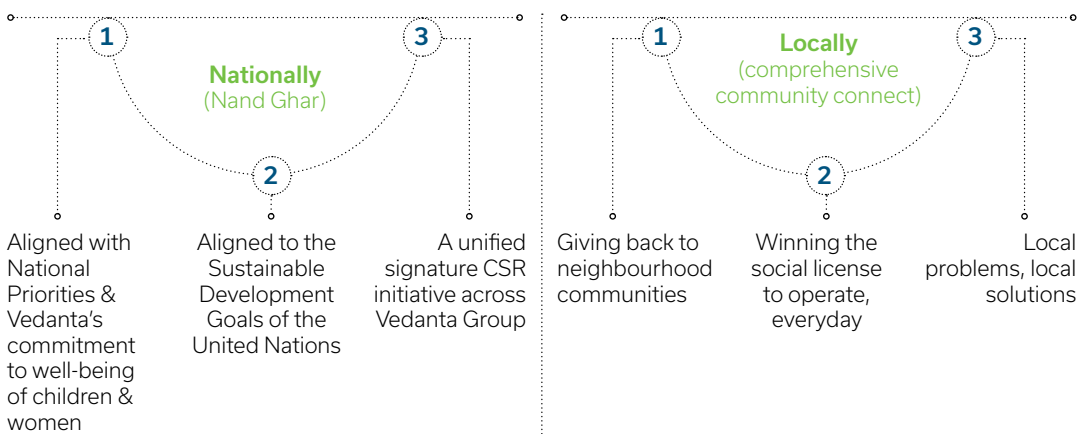 1
3
Nationally
(Nand Ghar)
2
Aligned with
National
Priorities &
Vedanta's
commitment
to well-being
of children &
women
Aligned to the
Sustainable
Development
Goals of the
United Nations
A unified
signature CSR
initiative across
Vedanta Group
1
3
Locally
(comprehensive
community connect)
2
Giving back to
neighbourhood
communities
Winning the
social license
to operate,
everyday
Local
problems, local
solutions